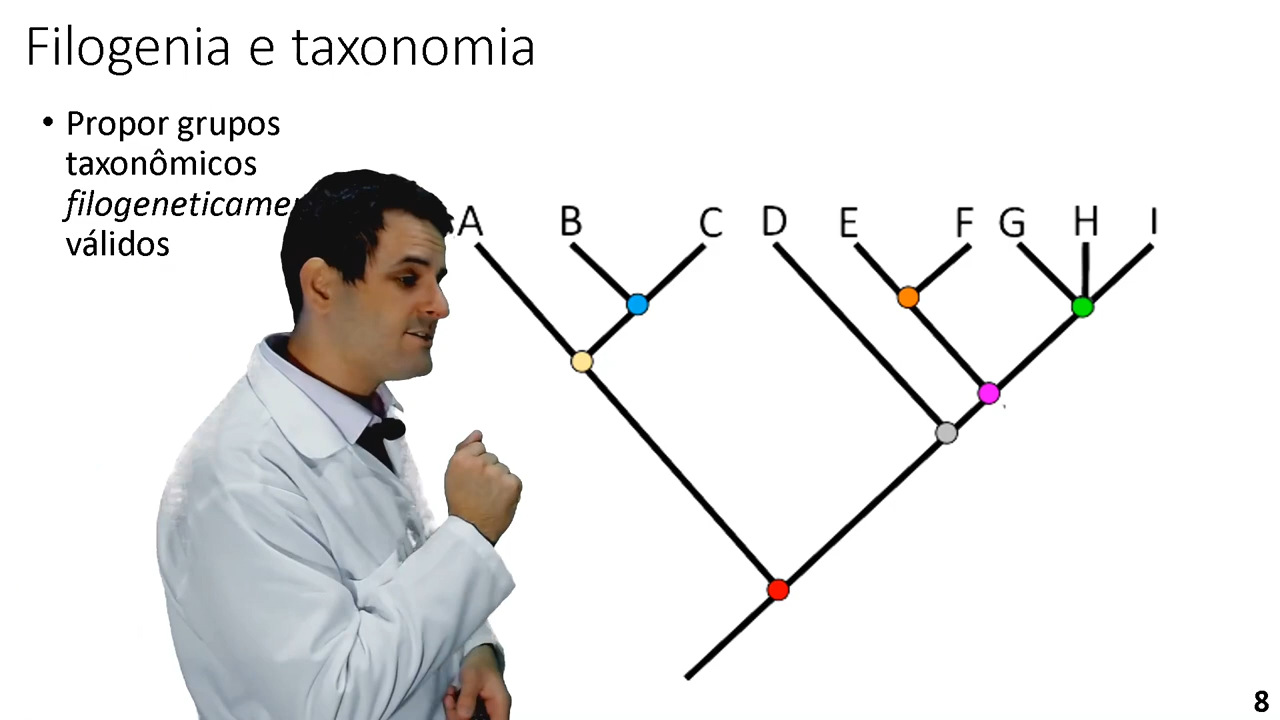 Filogenia e taxonomia
• Propor grupos
taxonômicos
válidos
A B C D E F G H I
8